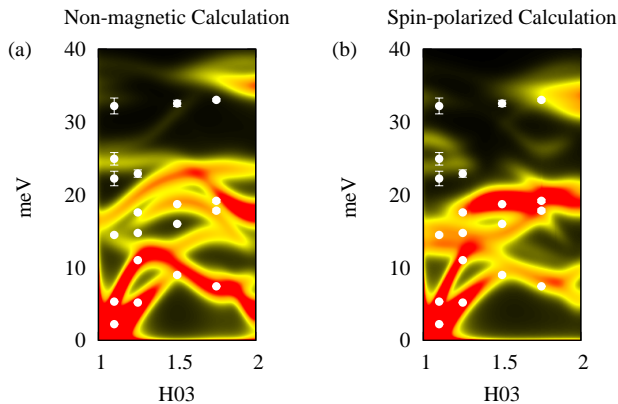 Non-magnetic Calculation
Spin-polarized Calculation
(a)
(b)
40
30
20
10
0
meV
1
1.5
2
H03
40
30
20
10
0
meV
1
1.5
2
H03